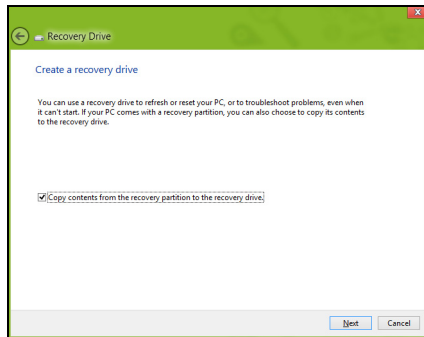 Recovery Drive
Create a recovery drive
You can use a recovery drive to refresh or reset your PC, or to troubleshoot problems, even when
it can't start. If your PC comes with a recovery partition, you can also choose to copy its contents
to the recovery drive.
Copy contents from the recovery partition to the recovery drive.
Next Cancel